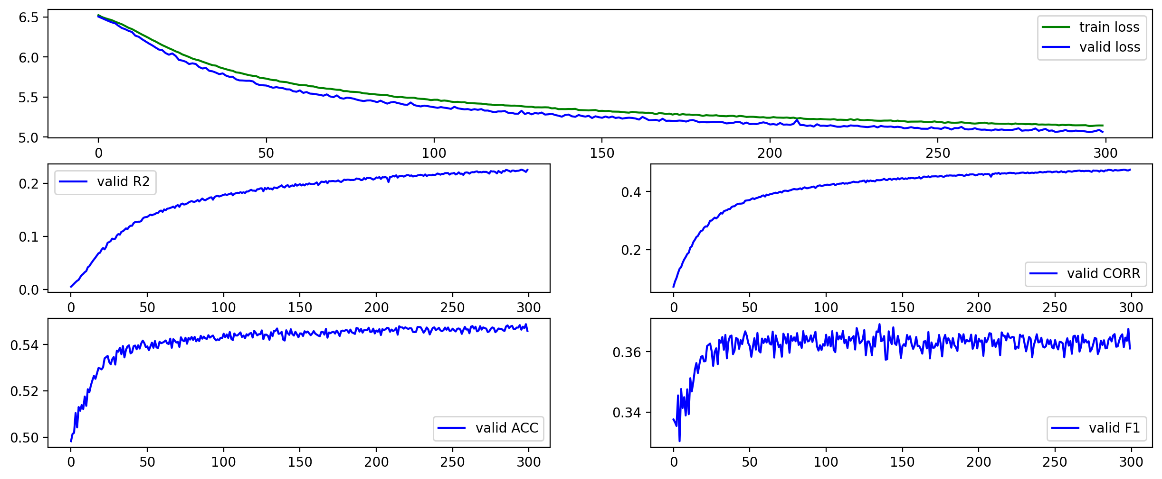 6.5
6.0
5.5
5.0
train loss
valid loss
0 50 100 150 200 250 300
0.2
0.1
0.0
valid R2
0 50 100 150 200 250 300
0.4
0.2
valid CORR
0 50 100 150 200 250 300
0.54
0.52
0.50
valid ACC
0 50 100 150 200 250 300
0.36
0.34
valid F1
0 50 100 150 200 250 300